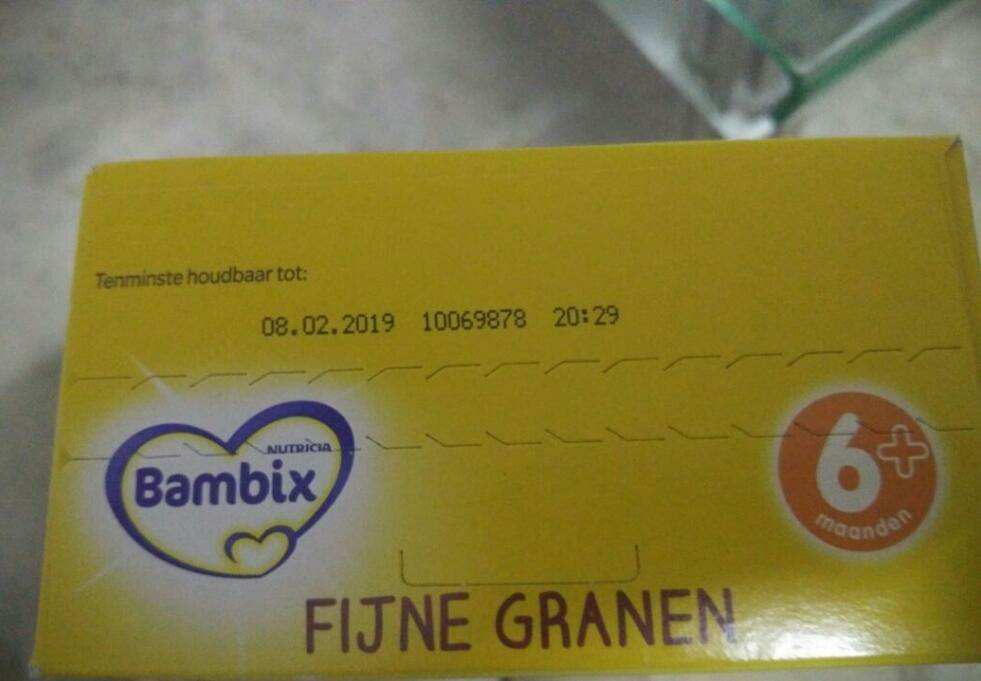 Tenminste houdbaar tot:
08.02.2019 10069878 20:29
NUTRICIA
Bambix
6+
maanden
FIJNE GRANEN